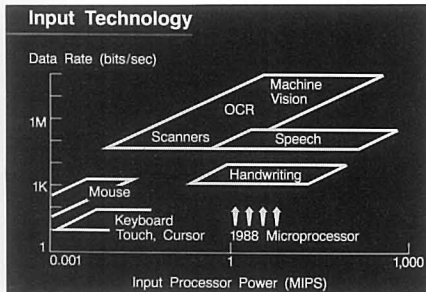 Input Technology
Data Rate (bits/sec)
Machine
Vision
OCR
1M
Scanners
Speech
Handwriting
1K
Mouse
Keyboard
Touch, Cursor
1988 Microprocessor
1
0.001
1
1,000
Input Processor Power (MIPS)